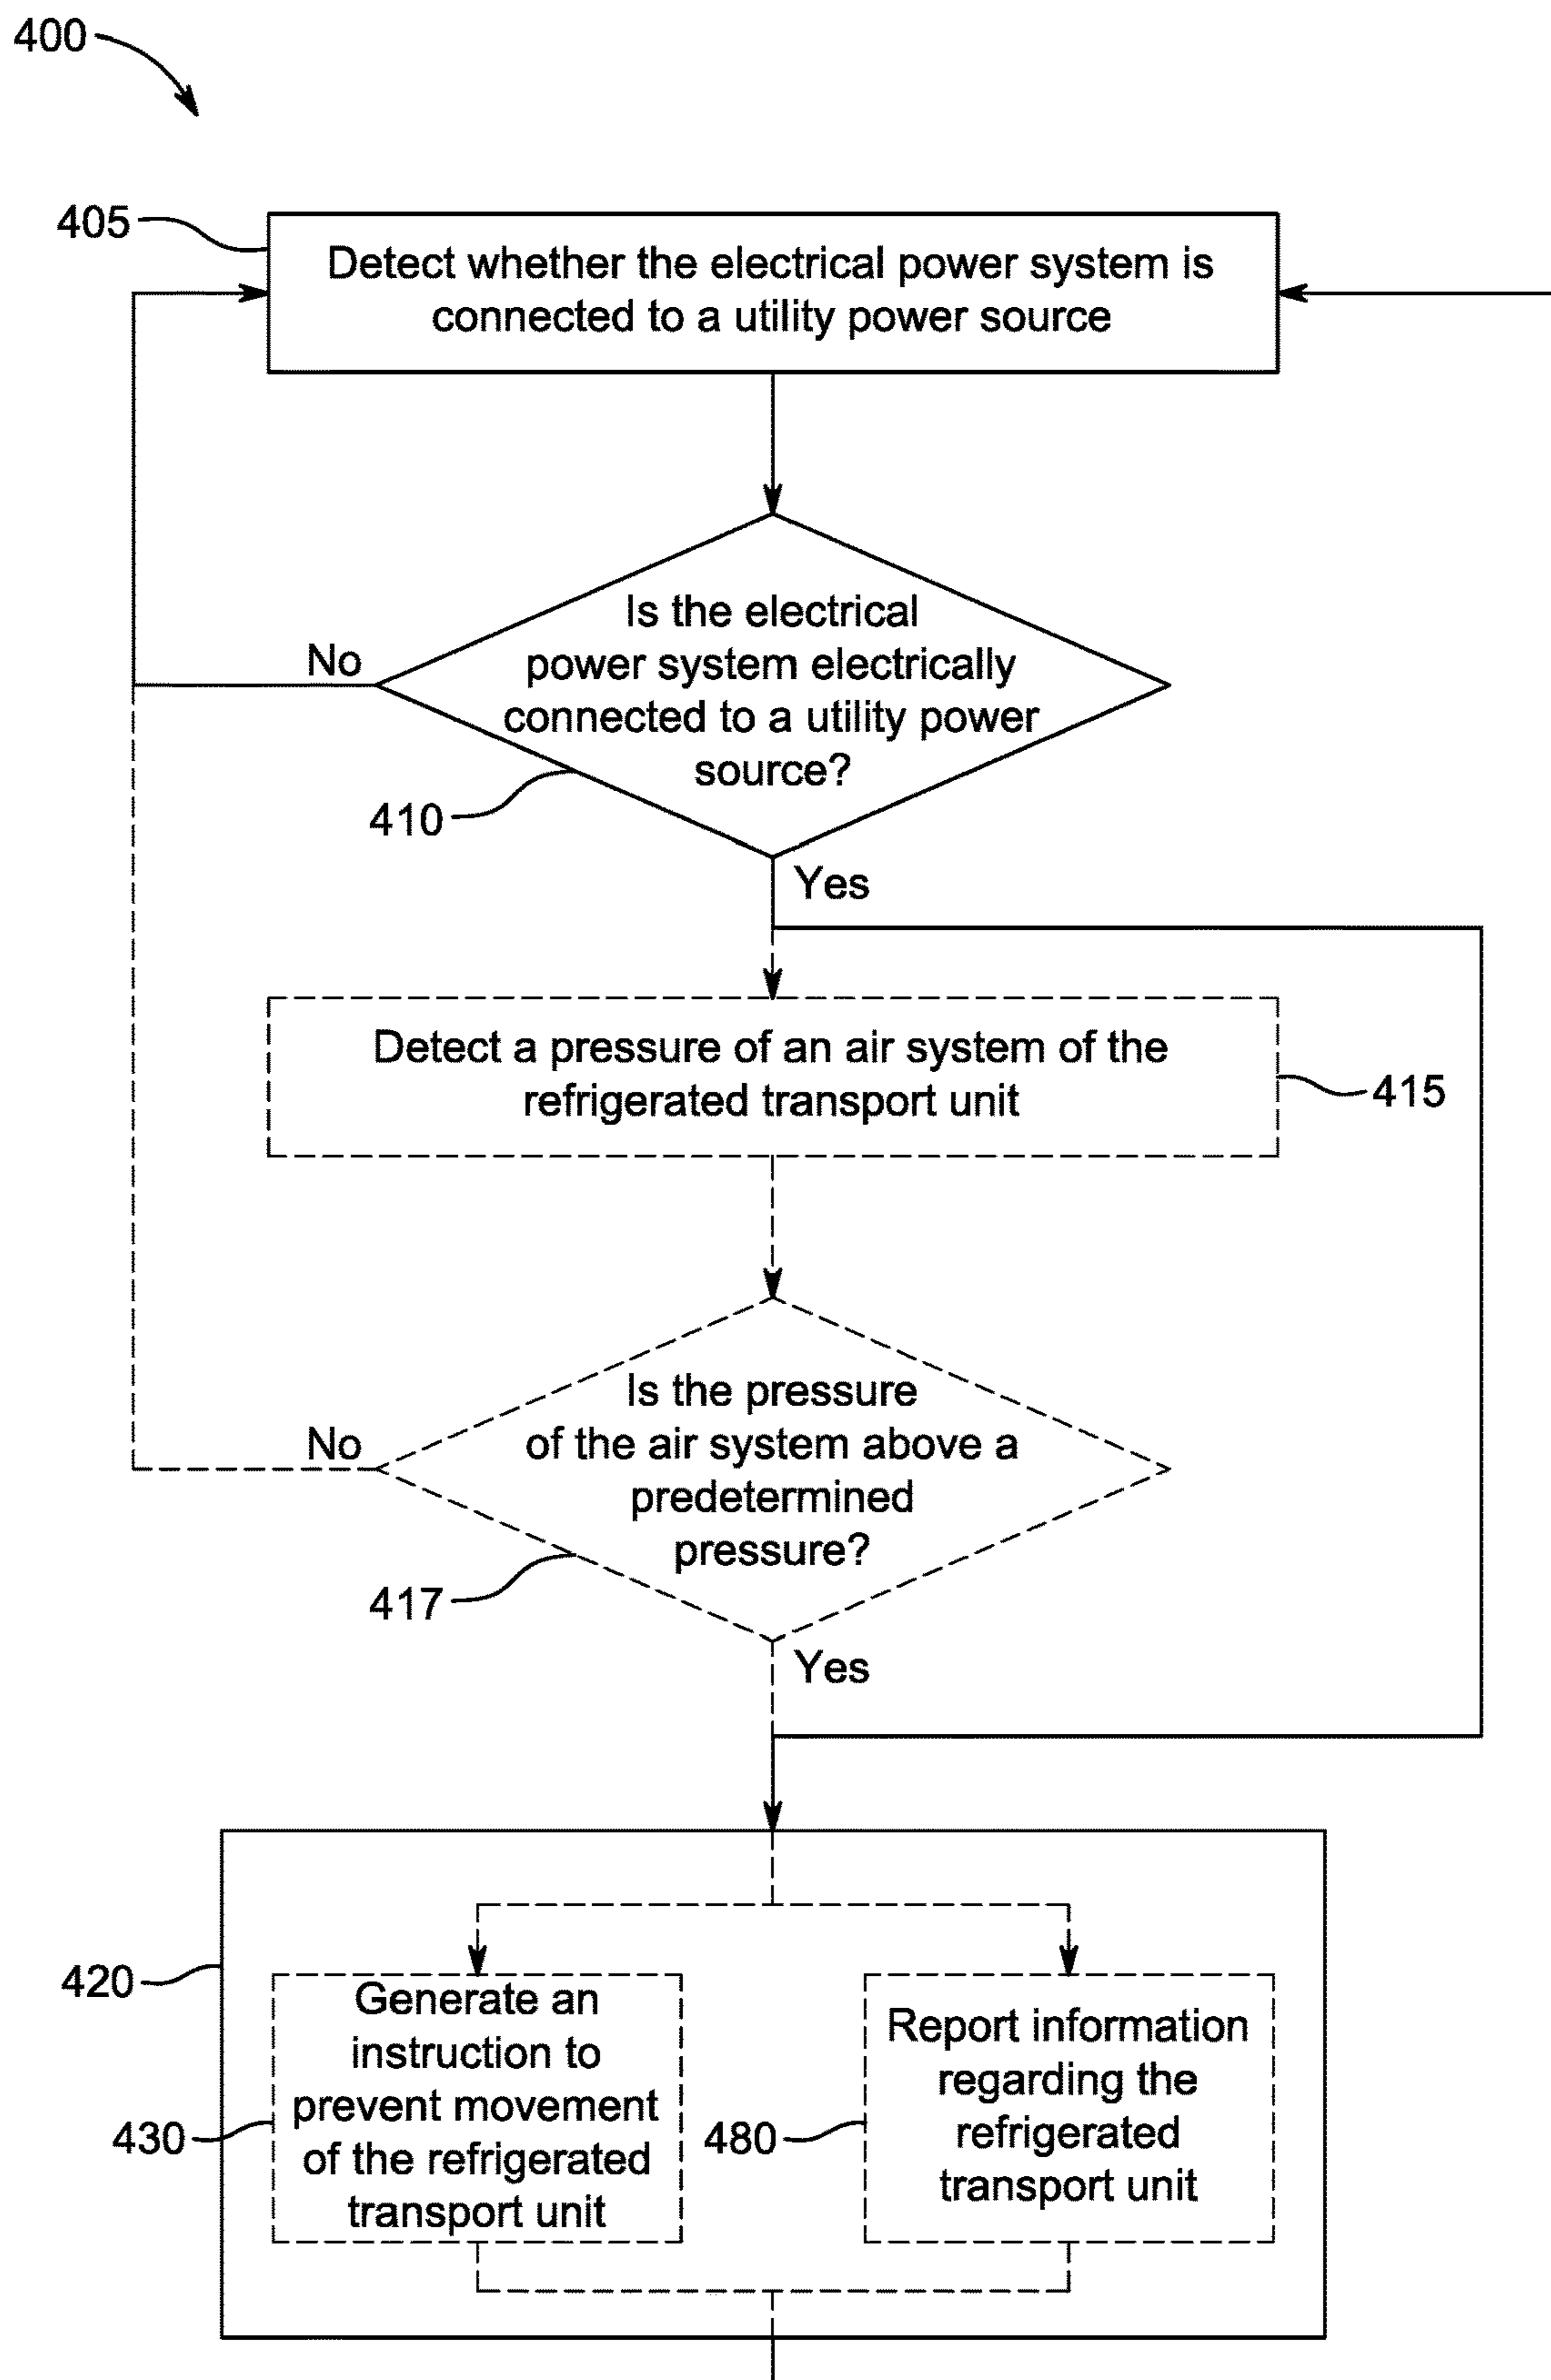 400
405
Detect whether the electrical power system is
connected to a utility power source
Is the electrical
power system electrically
connected to a utility power
source?
No
410
Yes
Detect a pressure of an air system of the
refrigerated transport unit
415
Is the pressure
of the air system above a
predetermined
pressure?
No
417
Yes
420
Generate an
instruction to
prevent movement
of the refrigerated
transport unit
430
Report information
regarding the
refrigerated
transport unit
480